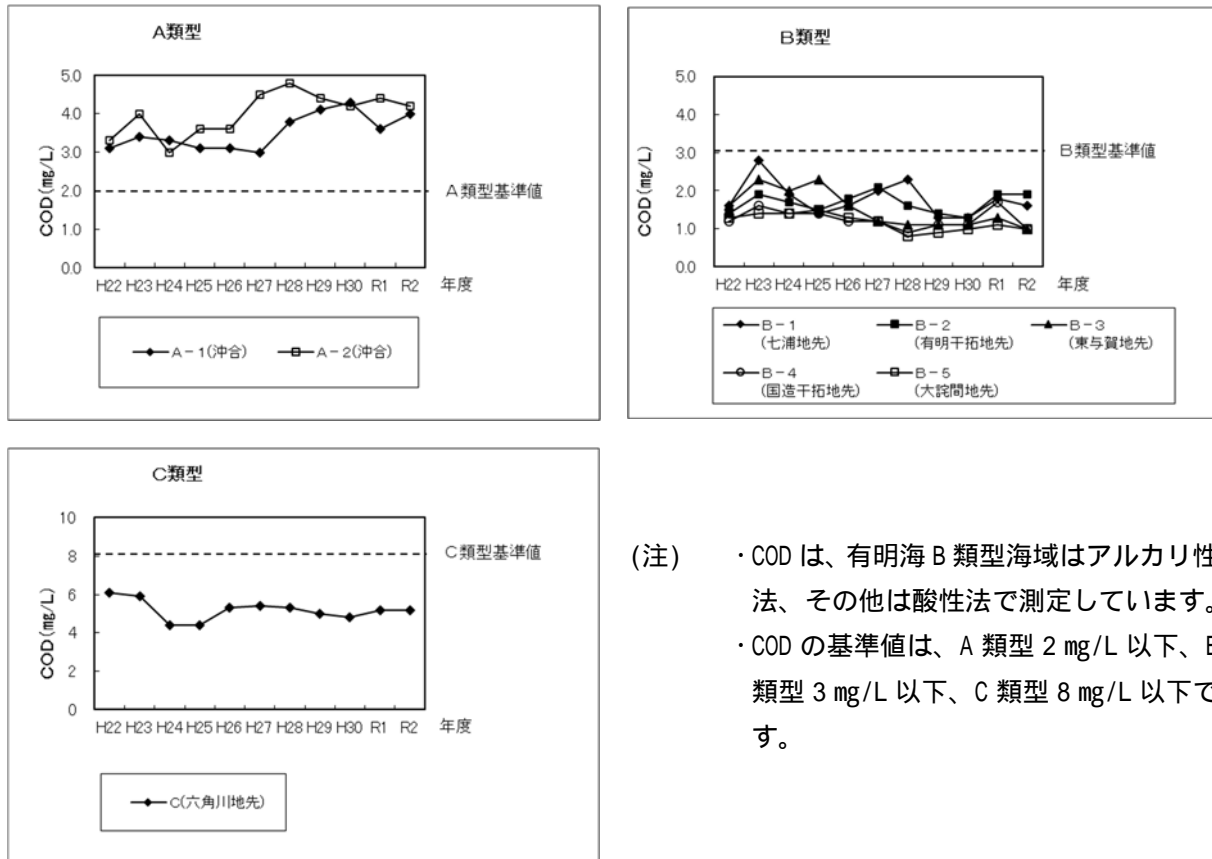 A類型
COD(㎎/L)
5.0
4.0
3.0
2.0
1.0
0.0
A類型基準値
H22 H23 H24 H25 H26 H27 H28 H29 H30 R1 R2 年度
A-1(沖合) A-2(沖合)
B類型
COD(㎎/L)
5.0
4.0
3.0
2.0
1.0
0.0
B類型基準値
H22 H23 H24 H25 H26 H27 H28 H29 H30 R1 R2 年度
B-1 B-2 B-3
(七浦地先) (有明干拓地先) (東与賀地先)
B-4 B-5
(国造干拓地先) (大詫間地先)
C類型
COD(㎎/L)
10
8
6
4
2
0
C類型基準値
H22 H23 H24 H25 H26 H27 H28 H29 H30 R1 R2 年度
C(六角川地先)
(注) ・COD は、有明海 B 類型海域はアルカリ性
法、その他は酸性法で測定しています。
・COD の基準値は、A 類型 2 ㎎/L 以下、B
類型 3 ㎎/L 以下、C 類型 8 ㎎/L 以下で
す。